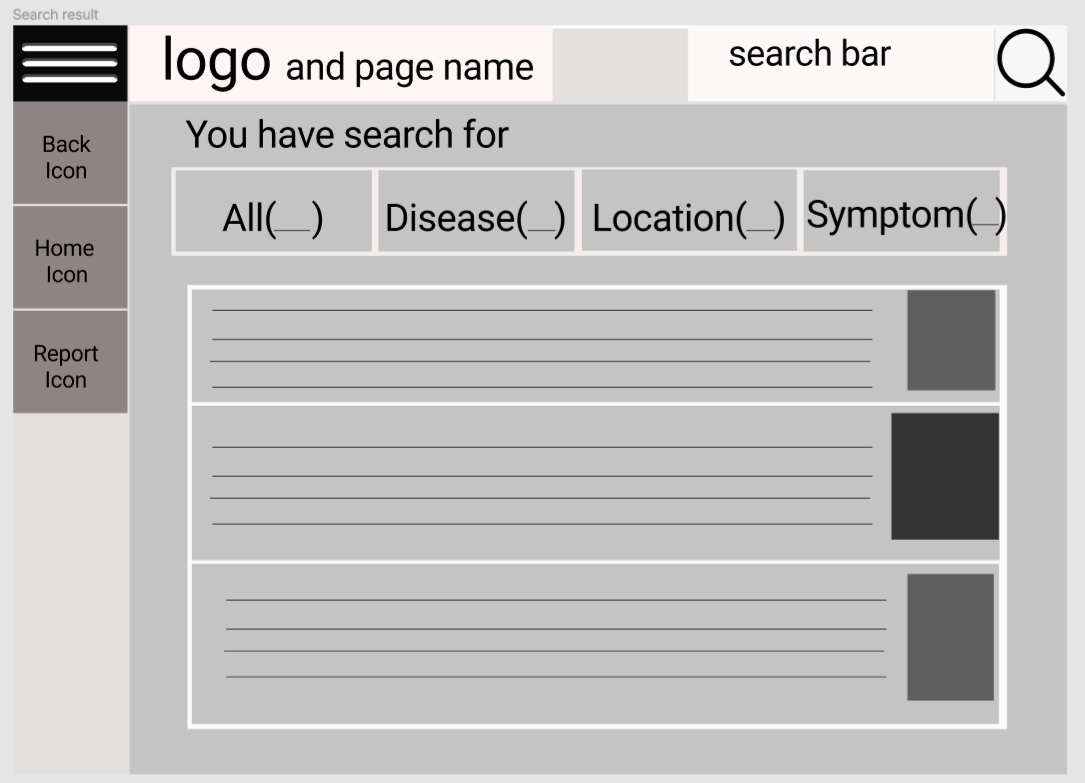 Search result
logo and page name
search bar
Back
Icon
Home
Icon
Report
Icon
You have search for
All(__)
Disease(__)
Location(__)
Symptom(__)